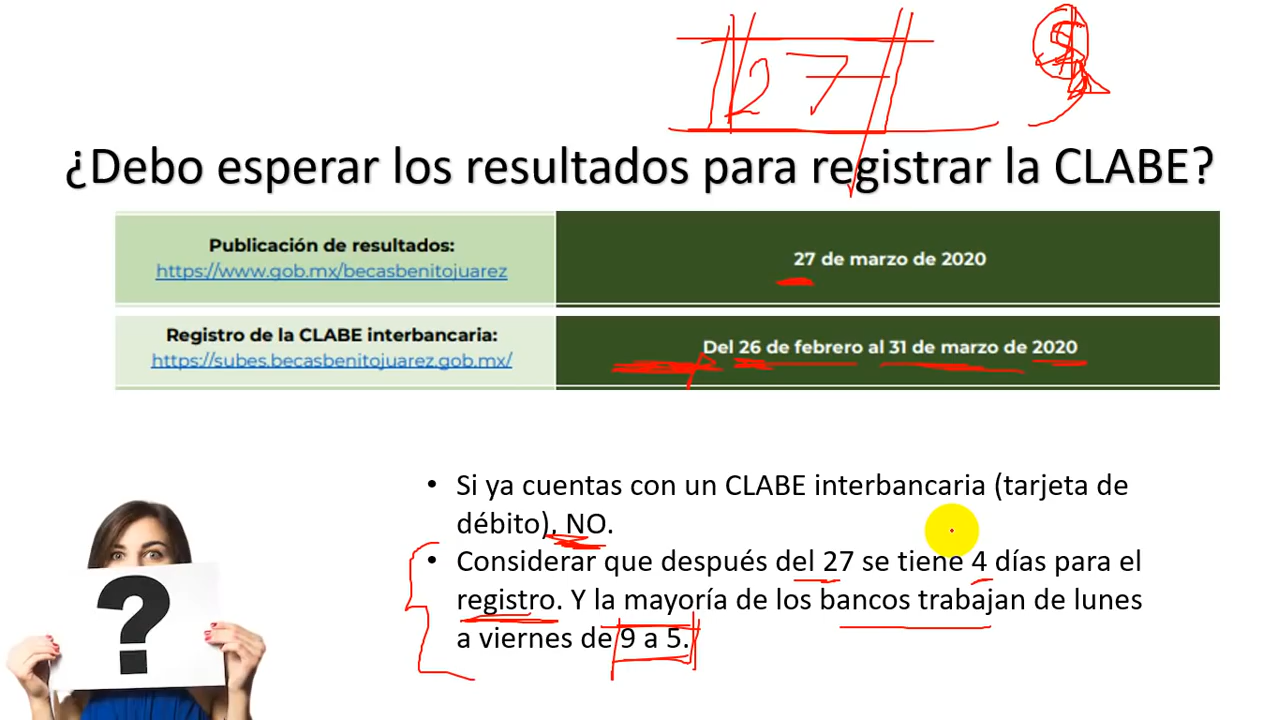 27
¿Debo esperar los resultados para registrar la CLABE?
Publicación de resultados:
https://www.gob.mx/becasbenitojuarez
27 de marzo de 2020
Registro de la CLABE interbancaria:
https://subes.becasbenitojuarez.gob.mx/
Del 26 de febrero al 31 de marzo de 2020
• Si ya cuentas con un CLABE interbancaria (tarjeta de
débito), NO.
• Considerar que después del 27 se tiene 4 días para el
registro. Y la mayoría de los bancos trabajan de lunes
a viernes de 9 a 5.
?